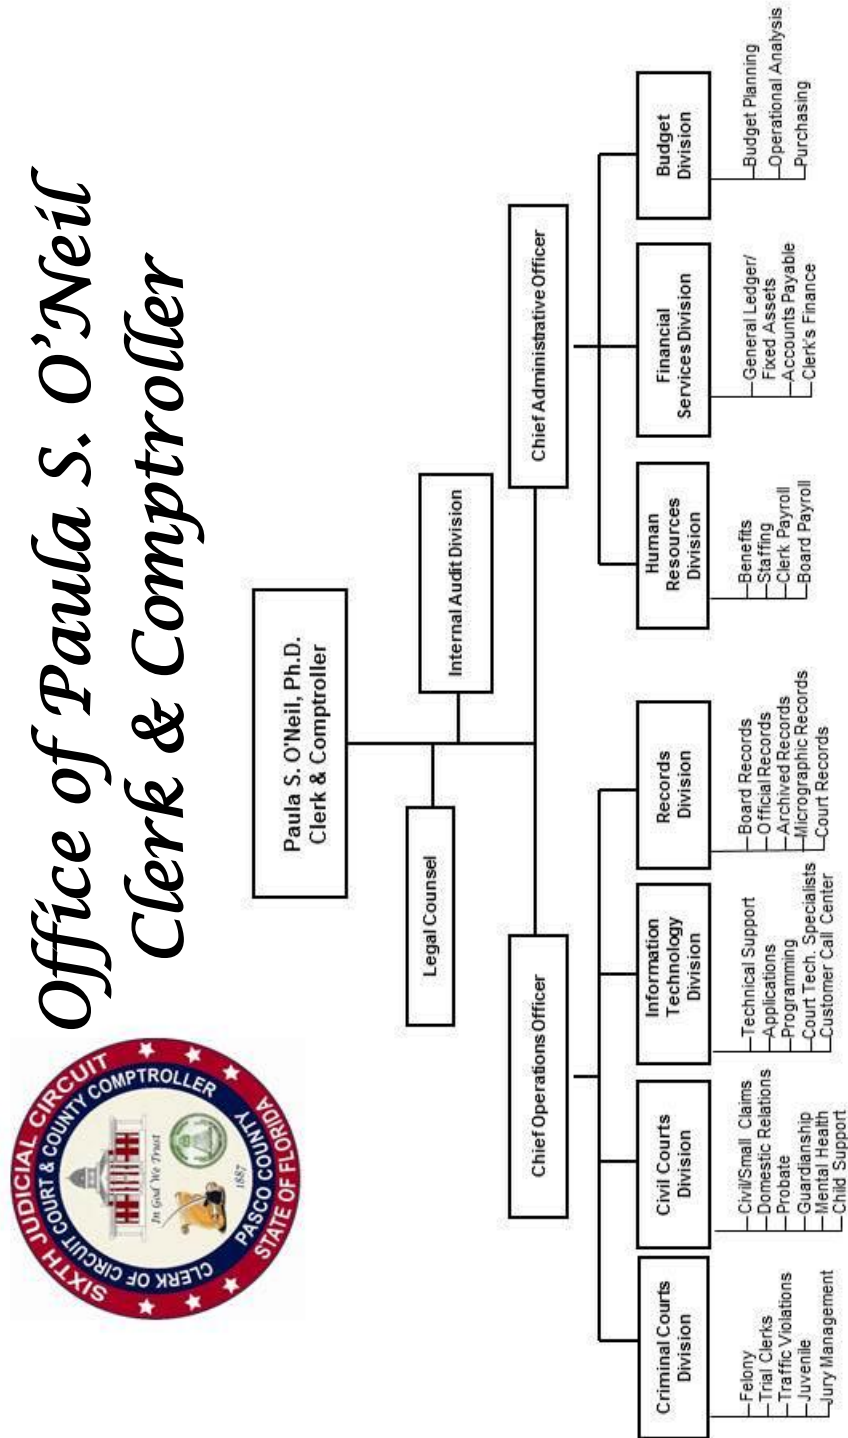 Office of Paula S. O'Neil
Clerk & Comptroller
SIXTH JUDICIAL CIRCUIT
CLERK OF CIRCUIT COURT & COUNTY COMPTROLLER
In God We Trust
1887
PASCO COUNTY
STATE OF FLORIDA
Paula S. O'Neil, Ph.D.
Clerk & Comptroller
Legal Counsel
Internal Audit Division
Chief Operations Officer
Chief Administrative Officer
Criminal Courts
Division
Felony
Trial Clerks
Traffic Violations
Juvenile
Jury Management
Civil Courts
Division
Civil/Small Claims
Domestic Relations
Probate
Guardianship
Mental Health
Child Support
Information
Technology
Division
Technical Support
Applications
Programming
Court Tech. Specialists
Customer Call Center
Records
Division
Board Records
Official Records
Archived Records
Micrographic Records
Court Records
Human
Resources
Division
Benefits
Staffing
Clerk Payroll
Board Payroll
Financial
Services Division
General Ledger/
Fixed Assets
Accounts Payable
Clerk's Finance
Budget
Division
Budget Planning
Operational Analysis
Purchasing